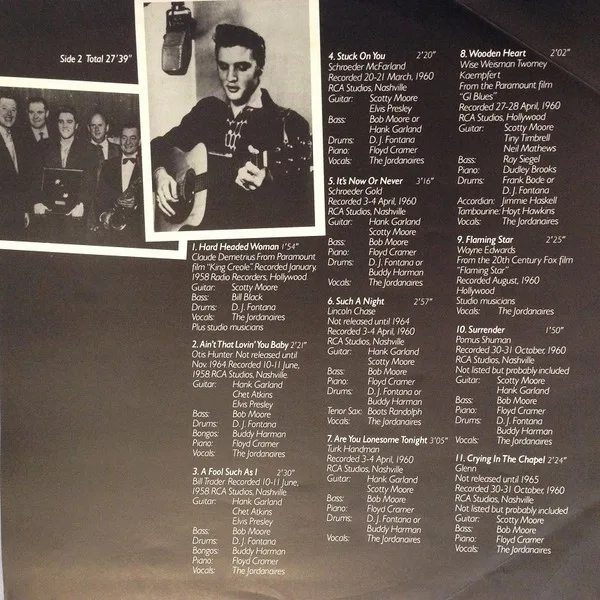 Side 2 Total 27'39"
1. Hard Headed Woman 1'54"
Claude Demetrius From Paramount
film "King Creole". Recorded January,
1958 Radio Recorders, Hollywood
Guitar: Scotty Moore
Bass: Bill Black
Drums: D. J. Fontana
Vocals: The Jordanaires
Plus studio musicians
2. Ain't That Lovin' You Baby 2'21"
Otis Hunter Not released until
Nov. 1964 Recorded 10-11 June,
1958 RCA Studios, Nashville
Guitar: Hank Garland
Chet Atkins
Elvis Presley
Bass: Bob Moore
Drums: D. J. Fontana
Bongos: Buddy Harman
Piano: Floyd Cramer
Vocals: The Jordanaires
3. A Fool Such As I 2'30"
Bill Trader Recorded 10-11 June,
1958 RCA Studios, Nashville
Guitar: Hank Garland
Chet Atkins
Elvis Presley
Bass: Bob Moore
Drums: D. J. Fontana
Bongos: Buddy Harman
Piano: Floyd Cramer
Vocals: The Jordanaires
4. Stuck On You 2'20"
Schroeder McFarland
Recorded 20-21 March, 1960
RCA Studios, Nashville
Guitar: Scotty Moore
Elvis Presley
Bass: Bob Moore or
Hank Garland
Drums: D. J. Fontana
Piano: Floyd Cramer
Vocals: The Jordanaires
5. It's Now Or Never 3'16"
Schroeder Gold
Recorded 3-4 April, 1960
RCA Studios, Nashville
Guitar: Hank Garland
Scotty Moore
Bass: Bob Moore
Piano: Floyd Cramer
Drums: D. J. Fontana or
Buddy Harman
Vocals: The Jordanaires
6. Such A Night 2'57"
Lincoln Chase
Not released until 1964
Recorded 3-4 April, 1960
RCA Studios, Nashville
Guitar: Hank Garland
Scotty Moore
Bass: Bob Moore
Piano: Floyd Cramer
Drums: D. J. Fontana or
Buddy Harman
Tenor Sax: Boots Randolph
Vocals: The Jordanaires
7. Are You Lonesome Tonight 3'05"
Turk Handman
Recorded 3-4 April, 1960
RCA Studios, Nashville
Guitar: Hank Garland
Scotty Moore
Bass: Bob Moore
Piano: Floyd Cramer
Drums: D. J. Fontana or
Buddy Harman
Vocals: The Jordanaires
8. Wooden Heart 2'02"
Wise Weisman Twomey
Kaempfert
From the Paramount film
"GI Blues"
Recorded 27-28 April, 1960
RCA Studios, Hollywood
Guitar: Scotty Moore
Tiny Timbrell
Neil Mathews
Bass: Ray Siegel
Piano: Dudley Brooks
Drums: Frank Bode or
D. J. Fontana
Accordian: Jimmie Haskell
Tambourine: Hoyt Hawkins
Vocals: The Jordanaires
9. Flaming Star 2'25"
Wayne Edwards
From the 20th Century Fox film
"Flaming Star"
Recorded August, 1960
Hollywood
Studio musicians
Vocals: The Jordanaires
10. Surrender 1'50"
Pomus Shuman
Recorded 30-31 October, 1960
RCA Studios, Nashville
Not listed but probably included
Guitar: Scotty Moore
Hank Garland
Bass: Bob Moore
Piano: Floyd Cramer
Drums: D. J. Fontana or
Buddy Harman
Vocals: The Jordanaires
11. Crying In The Chapel 2'24"
Glenn
Not released until 1965
Recorded 30-31 October, 1960
RCA Studios, Nashville
Not listed but probably included
Guitar: Scotty Moore
Bass: Bob Moore
Piano: Floyd Cramer
Vocals: The Jordanaires